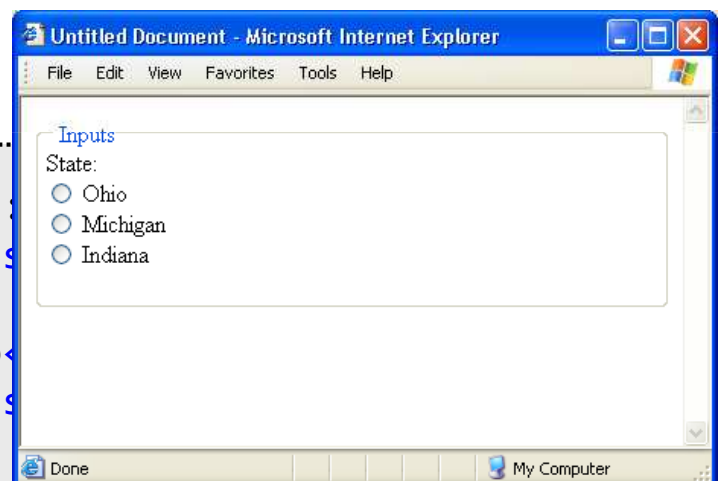 Untitled Document - Microsoft Internet Explorer
File Edit View Favorites Tools Help
Inputs
State:
Ohio
Michigan
Indiana
Done
My Computer